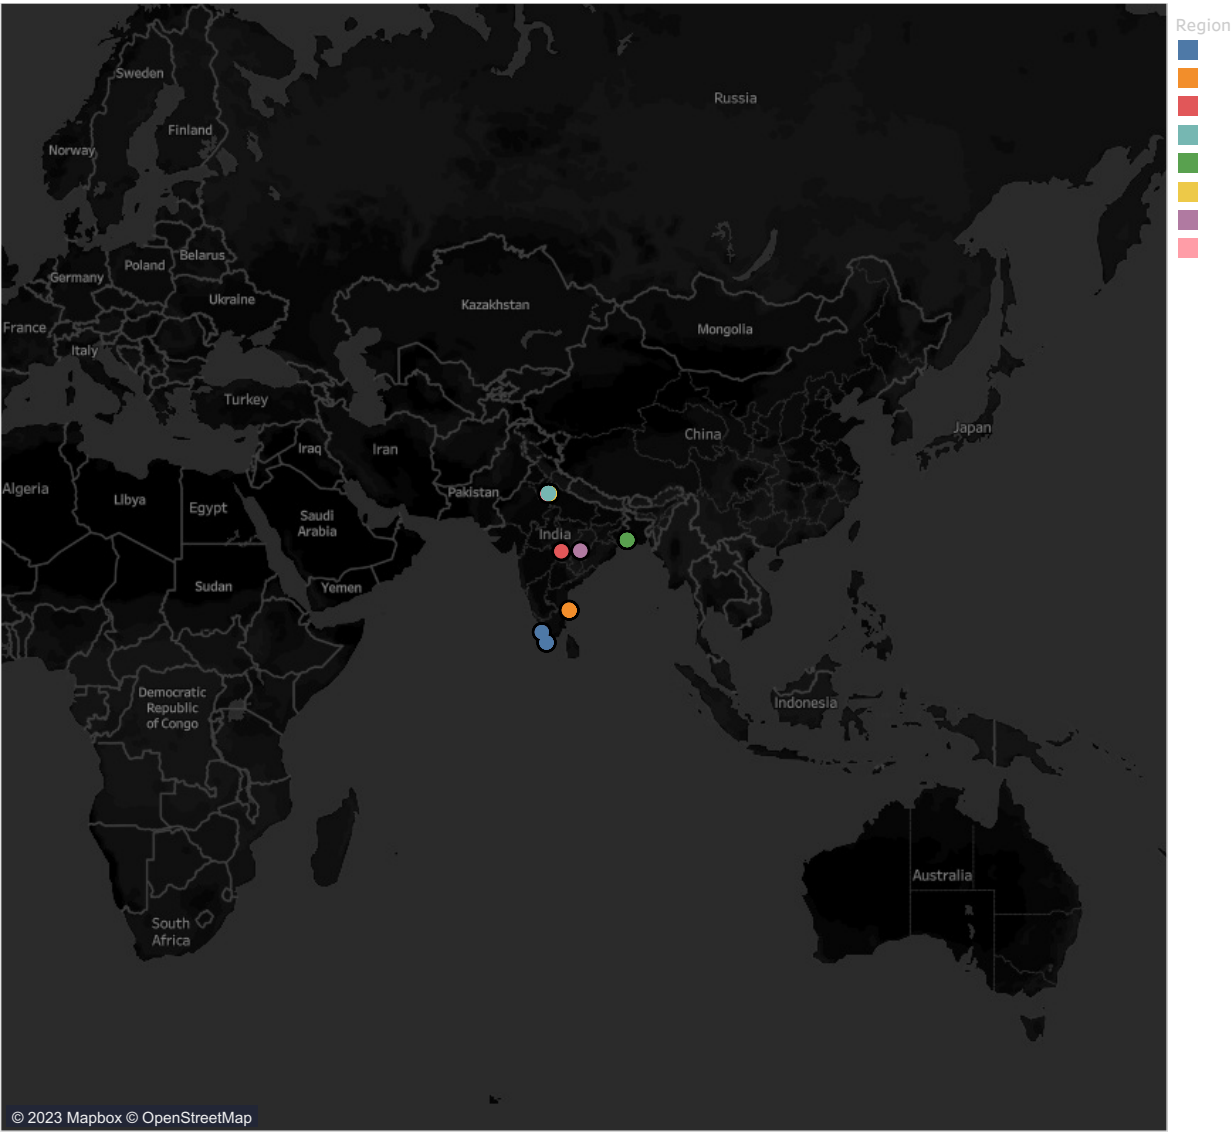 Region
Sweden
Russia
Finland
Norway
Belarus
Poland
Germany
Ukraine
Kazakhstan
France
Mongolia
Italy
Turkey
Japan
China
Iraq
Iran
Algeria
Pakistan
Libya
Egypt
Saudi
Arabia
India
Sudan
Yemen
Democratic
Republic
of Congo
Indonesia
Australia
South
Africa
© 2023 Mapbox © OpenStreetMap